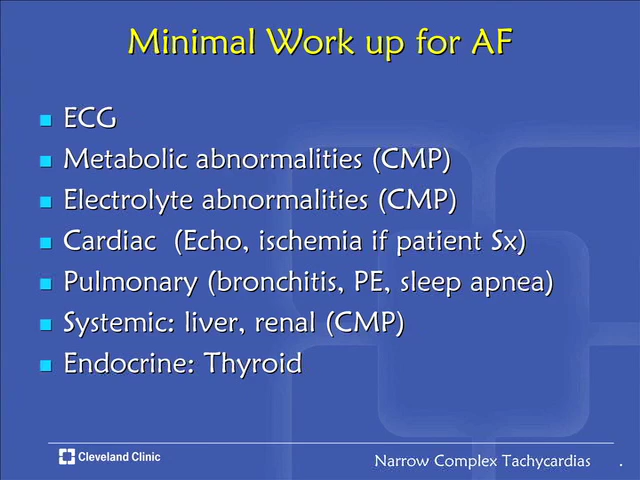 Minimal Work up for AF
ECG
Metabolic abnormalities (CMP)
Electrolyte abnormalities (CMP)
Cardiac (Echo, ischemia if patient Sx)
Pulmonary (bronchitis, PE, sleep apnea)
Systemic: liver, renal (CMP)
Endocrine: Thyroid
Cleveland Clinic
Narrow Complex Tachycardias .